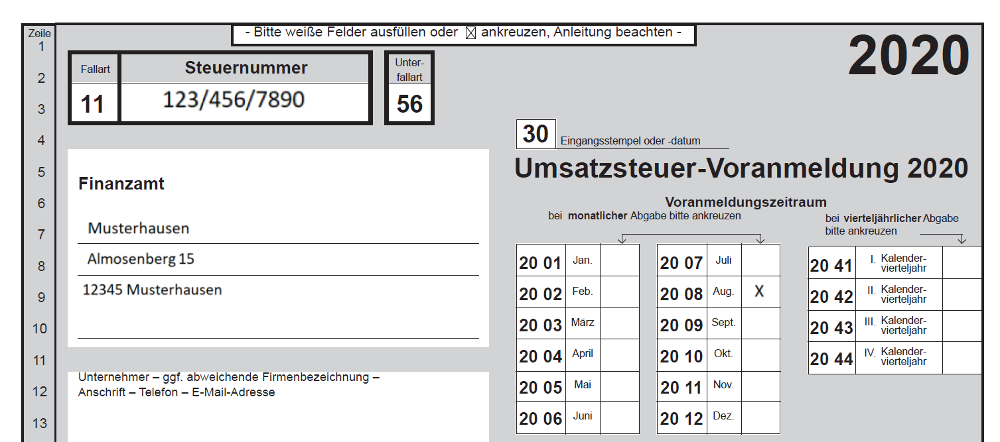 - Bitte weiße Felder ausfüllen oder ☒ ankreuzen, Anleitung beachten -
2020
Zeile
1
2
3
4
5
6
7
8
9
10
11
12
13
Fallart
Steuernummer
Unter-
fallart
11
123/456/7890
56
30 Eingangsstempel oder -datum
Umsatzsteuer-Voranmeldung 2020
Finanzamt
Musterhausen
Almosenberg 15
12345 Musterhausen
Unternehmer – ggf. abweichende Firmenbezeichnung –
Anschrift – Telefon – E-Mail-Adresse
Voranmeldungszeitraum
bei monatlicher Abgabe bitte ankreuzen
20 01 Jan.
20 02 Feb.
20 03 März
20 04 April
20 05 Mai
20 06 Juni
20 07 Juli
20 08 Aug. X
20 09 Sept.
20 10 Okt.
20 11 Nov.
20 12 Dez.
bei vierteljährlicher Abgabe
bitte ankreuzen
20 41 I. Kalender-
vierteljahr
20 42 II. Kalender-
vierteljahr
20 43 III. Kalender-
vierteljahr
20 44 IV. Kalender-
vierteljahr